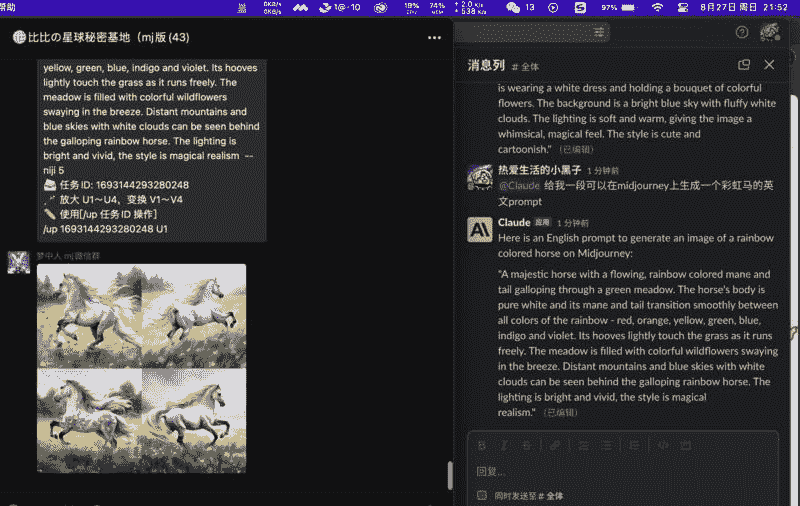 帮助
0K/s
0K/s
1@-10
18%
74%
2.0 K/s
538 K/s
13
97%
8月27日 周日 21:52
比比の星球秘密基地（mj版 (43)
yellow, green, blue, indigo and violet. Its hooves
lightly touch the grass as it runs freely. The
meadow is filled with colorful wildflowers
swaying in the breeze. Distant mountains and
blue skies with white clouds can be seen behind
the galloping rainbow horse. The lighting is
bright and vivid, the style is magical realism --
niji 5
任务ID: 1693144293280248
放大 U1～U4、变换 V1～V4
使用[/up 任务ID 操作]
/up 1693144293280248 U1
梦中人 mj微信群
消息列 # 全体
is wearing a white dress and holding a bouquet of colorful
flowers. The background is a bright blue sky with fluffy white
clouds. The lighting is soft and warm, giving the image a
whimsical, magical feel. The style is cute and
cartoonish." （已编辑）
热爱生活的小黑子 1 分钟前
@Claude 给我一段可以在midjourney上生成一个彩虹马的英
文prompt
Claude 应用 1 分钟前
Here is an English prompt to generate an image of a rainbow
colored horse on Midjourney:
"A majestic horse with a flowing, rainbow colored mane and
tail galloping through a green meadow. The horse's body is
pure white and its mane and tail transition smoothly between
all colors of the rainbow - red, orange, yellow, green, blue,
indigo and violet. Its hooves lightly touch the grass as it runs
freely. The meadow is filled with colorful wildflowers swaying
in the breeze. Distant mountains and blue skies with white
clouds can be seen behind the galloping rainbow horse. The
lighting is bright and vivid, the style is magical
realism." （已编辑）
回复...
同时发送至 # 全体